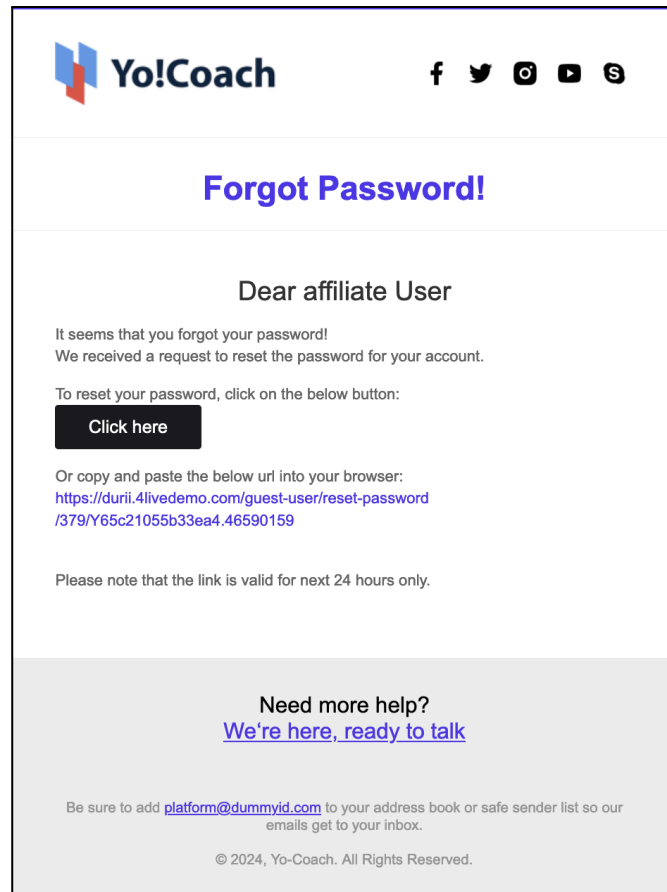 Yo!Coach
Forgot Password!
Dear affiliate User
It seems that you forgot your password!
We received a request to reset the password for your account.
To reset your password, click on the below button:
Click here
Or copy and paste the below url into your browser:
https://durii.4livedemo.com/guest-user/reset-password
/379/Y65c21055b33ea4.46590159
Please note that the link is valid for next 24 hours only.
Need more help?
We‘re here, ready to talk
Be sure to add platform@dummyid.com to your address book or safe sender list so our
emails get to your inbox.
© 2024, Yo-Coach. All Rights Reserved.